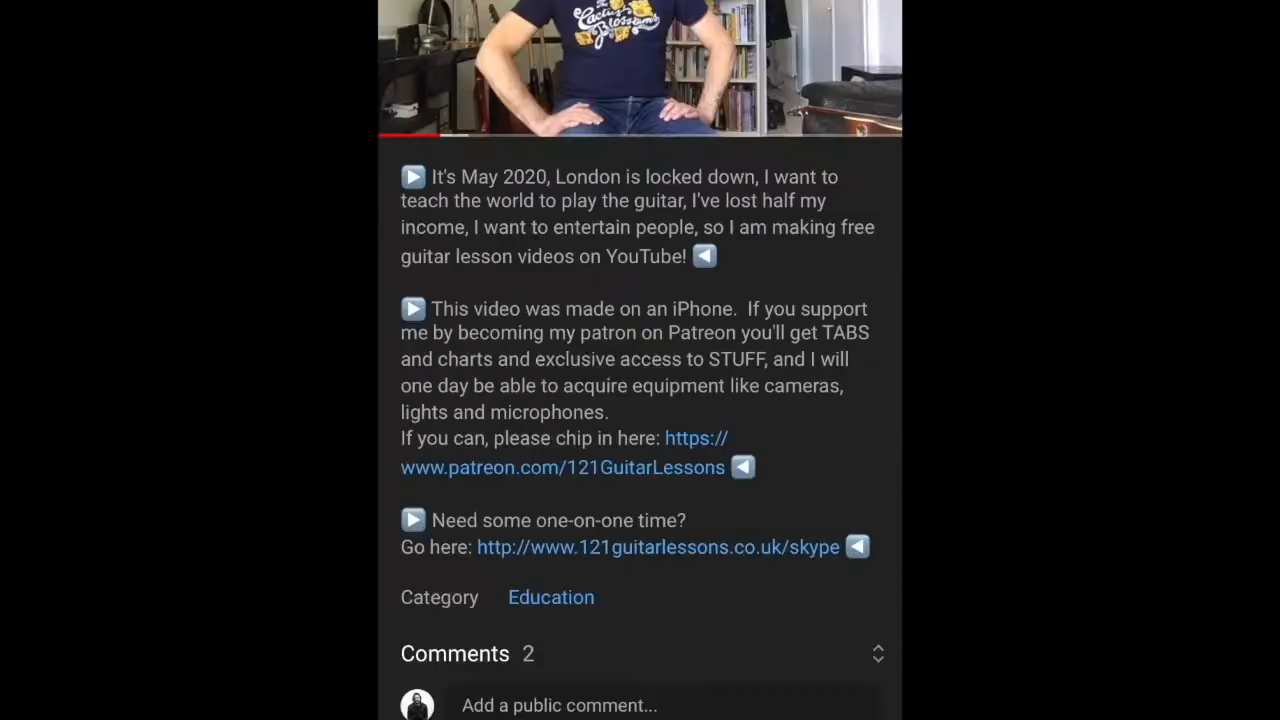 The
Cactus
Blossoms
It's May 2020, London is locked down, I want to
teach the world to play the guitar, I've lost half my
income, I want to entertain people, so I am making free
guitar lesson videos on YouTube!
This video was made on an iPhone.  If you support
me by becoming my patron on Patreon you'll get TABS
and charts and exclusive access to STUFF, and I will
one day be able to acquire equipment like cameras,
lights and microphones.
If you can, please chip in here: https://
www.patreon.com/121GuitarLessons
Need some one-on-one time?
Go here: http://www.121guitarlessons.co.uk/skype
Category Education
Comments 2
Add a public comment...